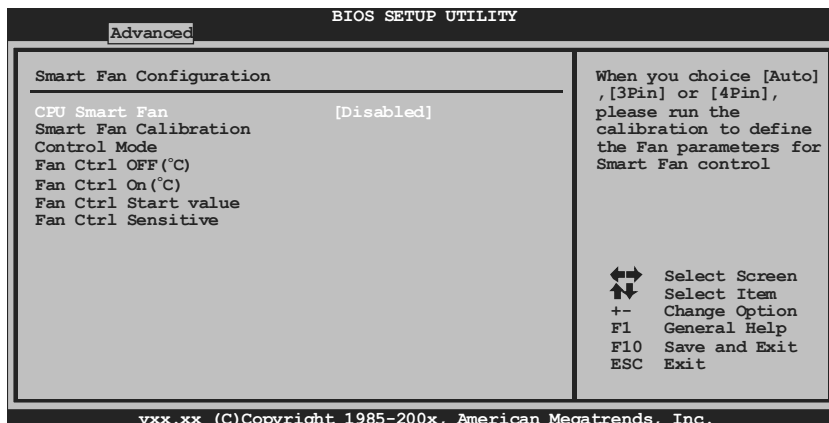 BIOS SETUP UTILITY
Advanced
Smart Fan Configuration
CPU Smart Fan [Disabled]
Smart Fan Calibration
Control Mode
Fan Ctrl OFF(°C)
Fan Ctrl On(°C)
Fan Ctrl Start value
Fan Ctrl Sensitive
When you choice [Auto]
,[3Pin] or [4Pin],
please run the
calibration to define
the Fan parameters for
Smart Fan control
Select Screen
Select Item
+- Change Option
F1 General Help
F10 Save and Exit
ESC Exit
vxx.xx (C)Copyright 1985-200x, American Megatrends, Inc.